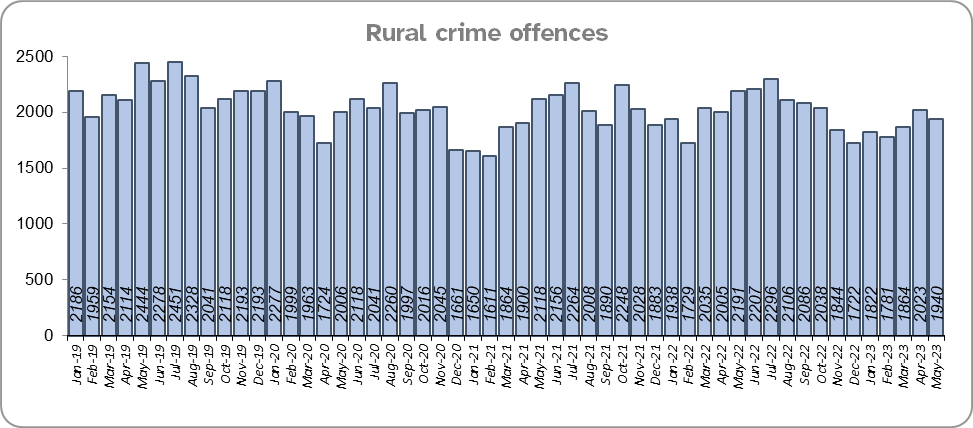 Rural crime offences
2500
2000
1500
1000
500
0
2186 1959 2154 2114 2444 2278 2451 2328 2041 2118 2193 2193 2277 1999 1963 1724 2006 2118 2041 2260 1997 2016 2045 1661 1650 1611 1864 1900 2118 2156 2264 2008 1890 2248 2028 1883 1938 1729 2035 2005 2191 2207 2296 2106 2086 2038 1844 1722 1822 1781 1864 2023 1940
Jan-19 Feb-19 Mar-19 Apr-19 May-19 Jun-19 Jul-19 Aug-19 Sep-19 Oct-19 Nov-19 Dec-19 Jan-20 Feb-20 Mar-20 Apr-20 May-20 Jun-20 Jul-20 Aug-20 Sep-20 Oct-20 Nov-20 Dec-20 Jan-21 Feb-21 Mar-21 Apr-21 May-21 Jun-21 Jul-21 Aug-21 Sep-21 Oct-21 Nov-21 Dec-21 Jan-22 Feb-22 Mar-22 Apr-22 May-22 Jun-22 Jul-22 Aug-22 Sep-22 Oct-22 Nov-22 Dec-22 Jan-23 Feb-23 Mar-23 Apr-23 May-23